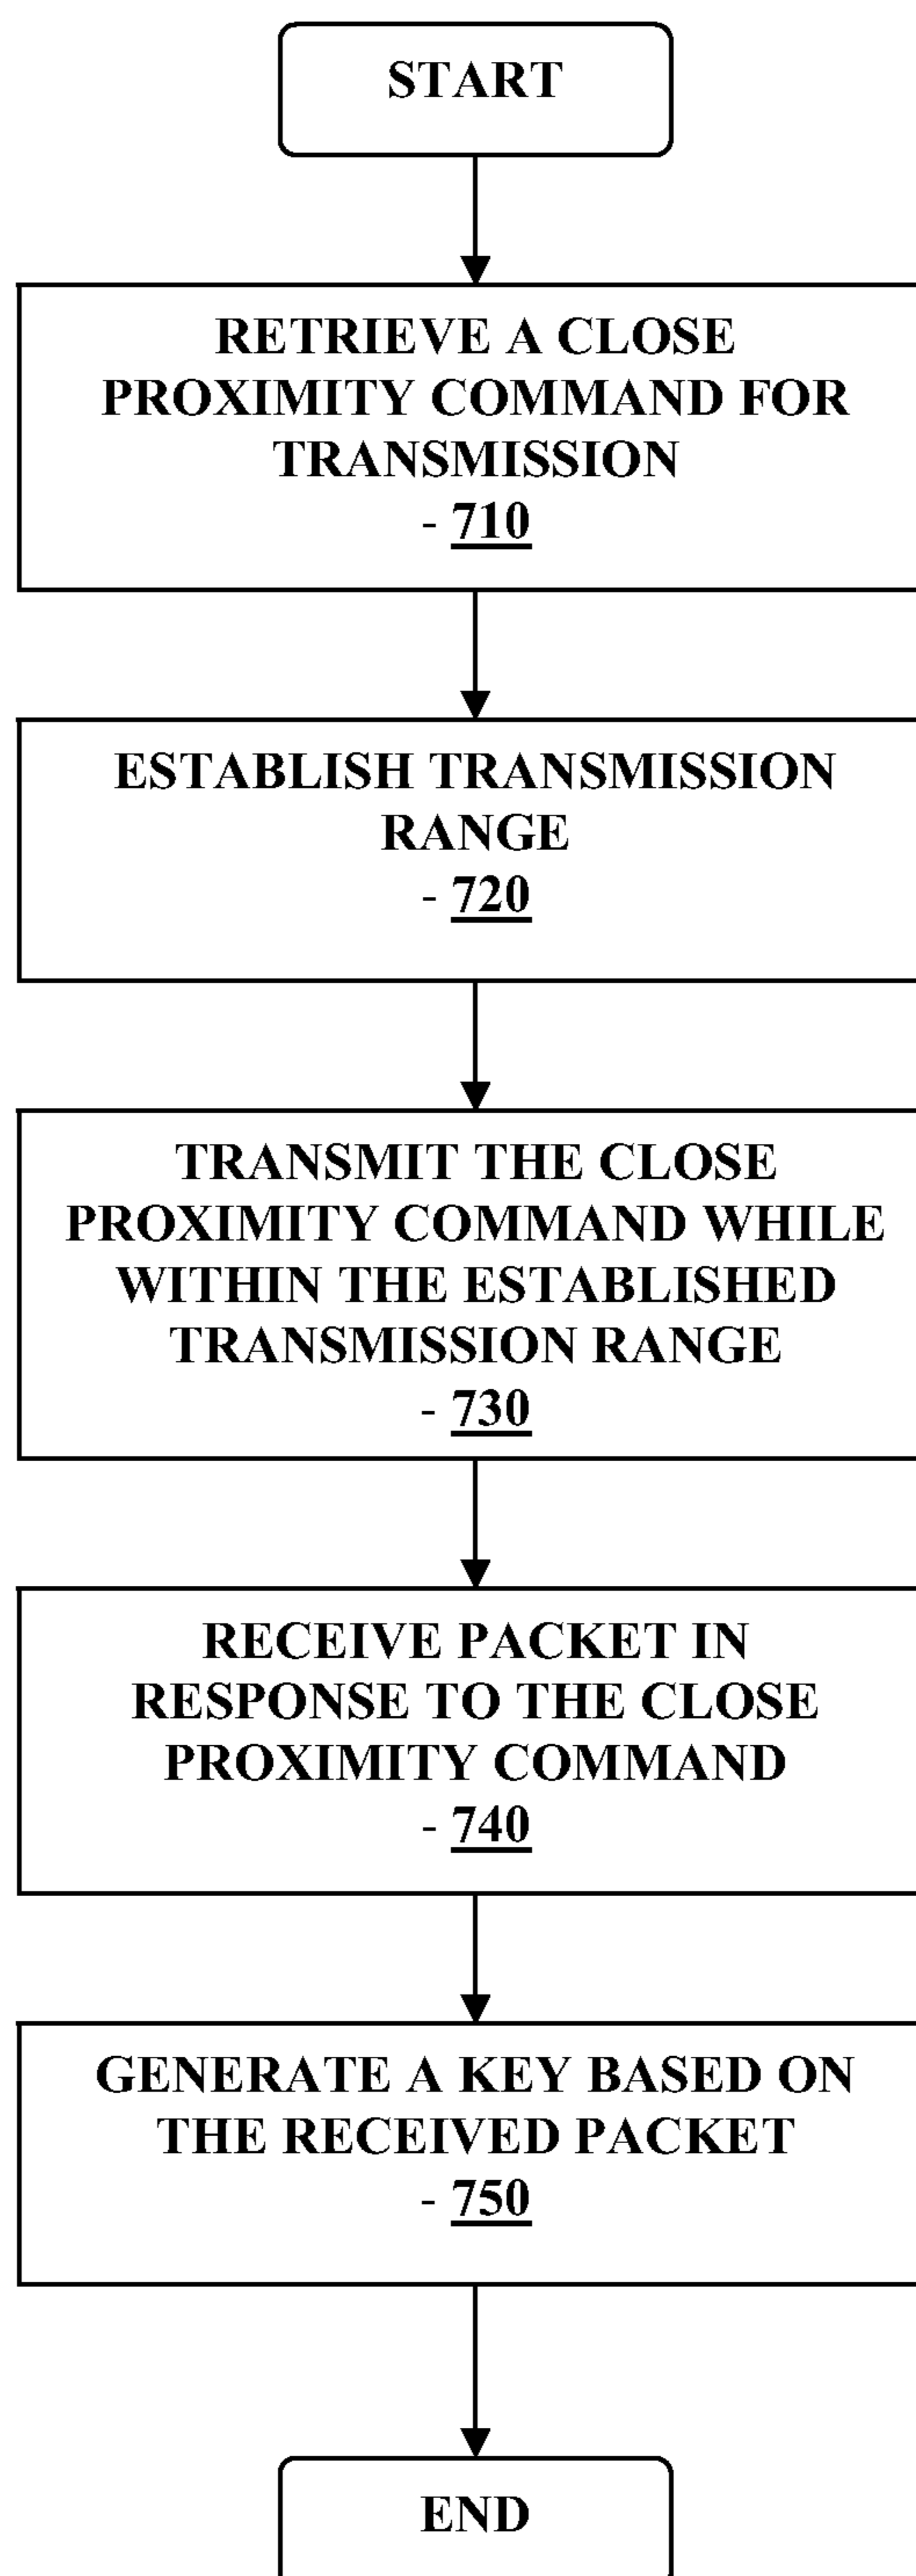 START
RETRIEVE A CLOSE
PROXIMITY COMMAND FOR
TRANSMISSION
- 710
ESTABLISH TRANSMISSION
RANGE
- 720
TRANSMIT THE CLOSE
PROXIMITY COMMAND WHILE
WITHIN THE ESTABLISHED
TRANSMISSION RANGE
- 730
RECEIVE PACKET IN
RESPONSE TO THE CLOSE
PROXIMITY COMMAND
- 740
GENERATE A KEY BASED ON
THE RECEIVED PACKET
- 750
END